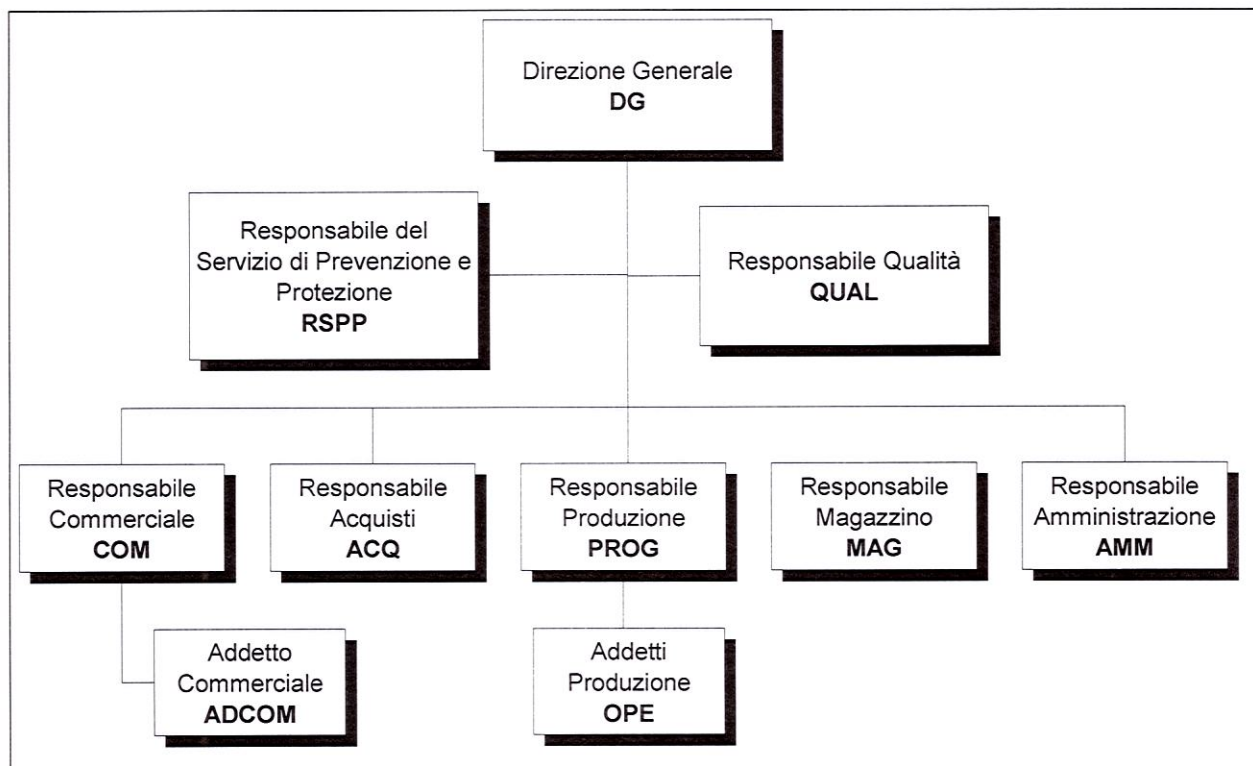 Direzione Generale
DG
Responsabile del
Servizio di Prevenzione e
Protezione
RSPP
Responsabile Qualità
QUAL
Responsabile
Commerciale
COM
Responsabile
Acquisti
ACQ
Responsabile
Produzione
PROG
Responsabile
Magazzino
MAG
Responsabile
Amministrazione
AMM
Addetto
Commerciale
ADCOM
Addetti
Produzione
OPE